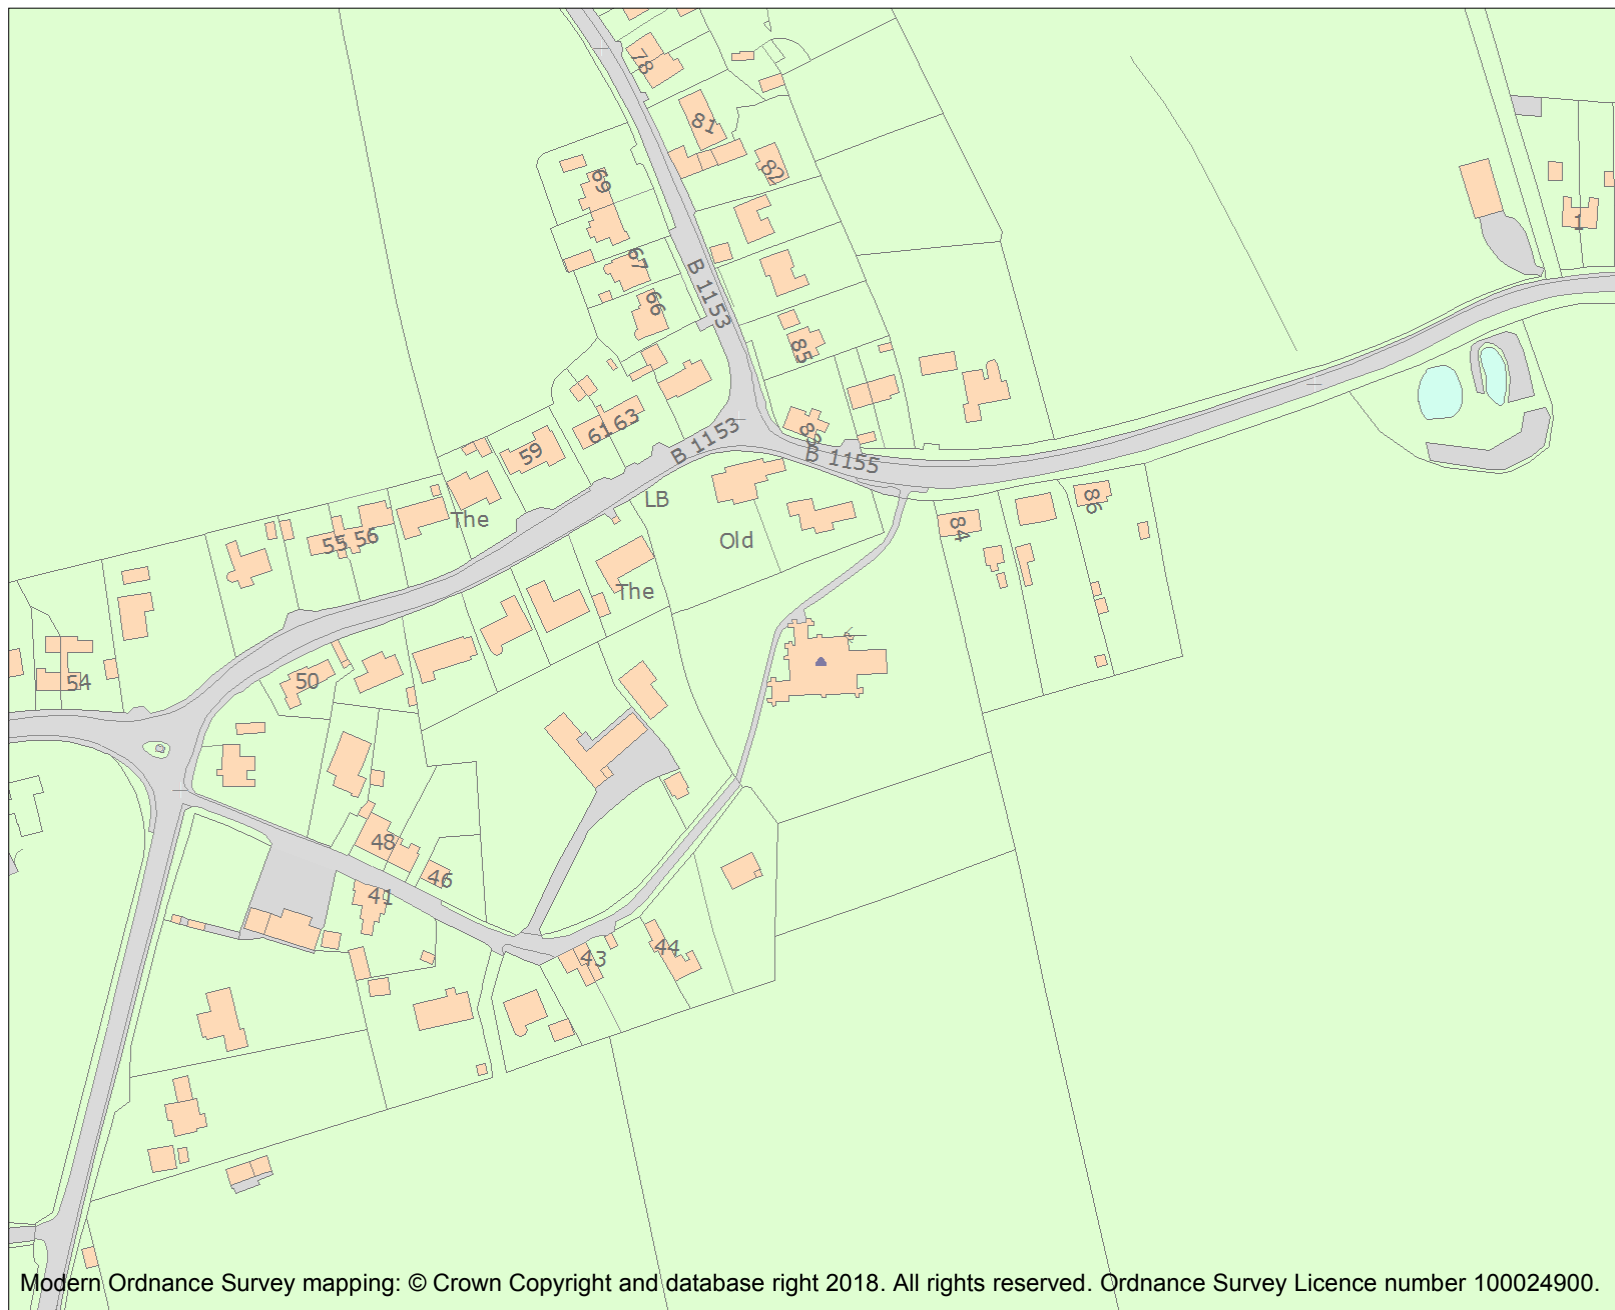 78
81
82
69
1
67
B 1153
66
85
61 63
83
B 1153
59
B 1155
LB
86
The
84
55 56
Old
The
54
50
48
46
41
44
43
Modern Ordnance Survey mapping: © Crown Copyright and database right 2018. All rights reserved. Ordnance Survey Licence number 100024900.